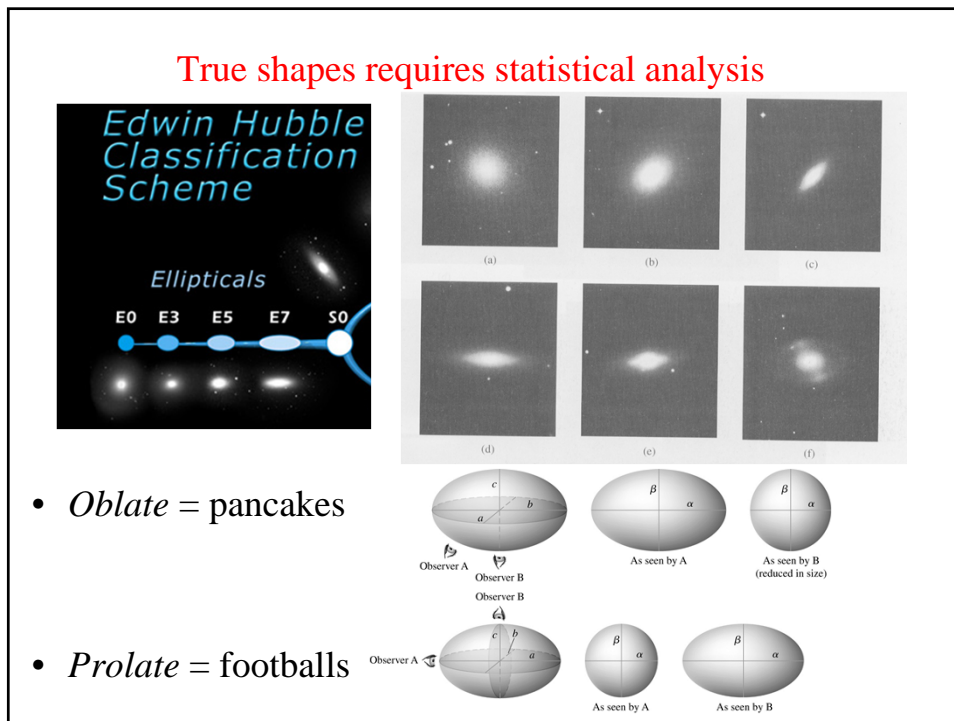 True shapes requires statistical analysis
Edwin Hubble
Classification
Scheme
Ellipticals
E0 E3 E5 E7 S0
(a) (b) (c)
(d) (e) (f)
• Oblate = pancakes
c
b
a
β
α
β
α
Observer A
Observer B
As seen by A
As seen by B
(reduced in size)
• Prolate = footballs
Observer B
Observer A
c b
a
β
α
β
α
As seen by A
As seen by B